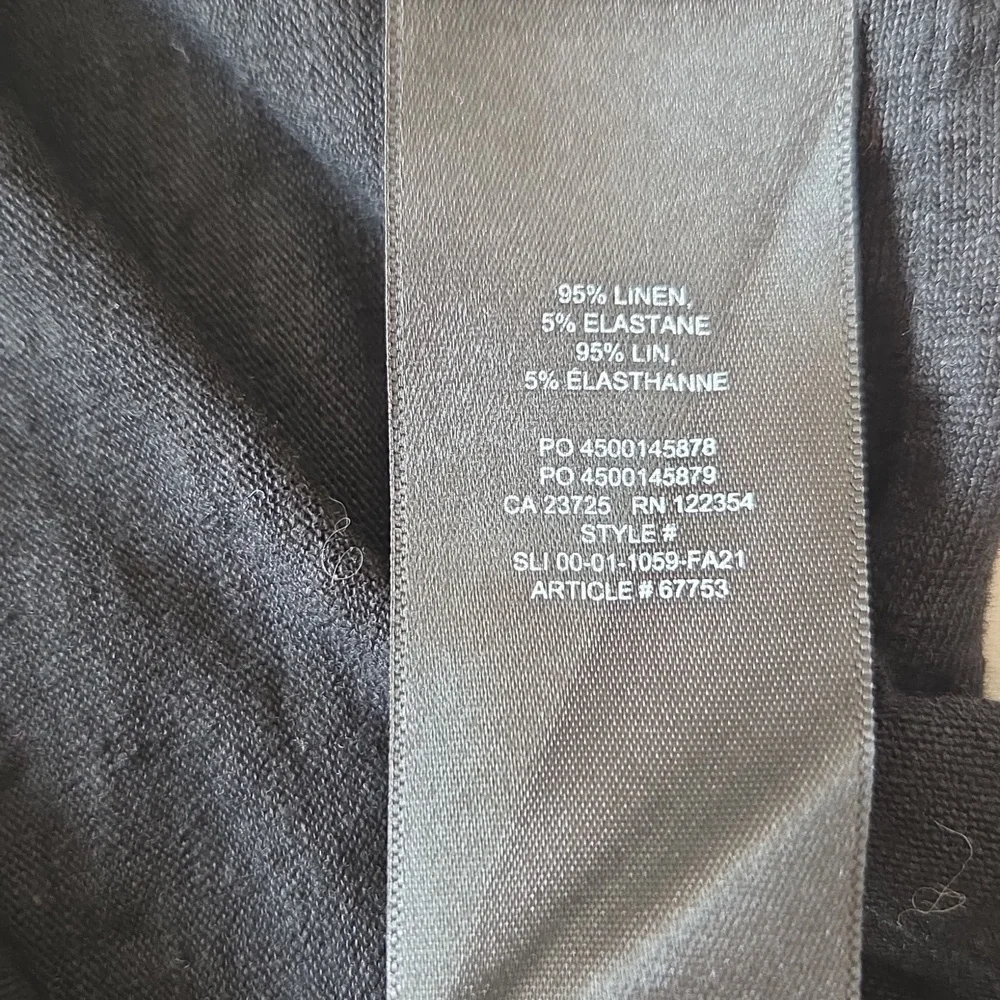 95% LINEN,
5% ELASTANE
95% LIN,
5% ÉLASTHANNE
PO 4500145878
PO 4500145879
CA 23725 RN 122354
STYLE #
SLI 00-01-1059-FA21
ARTICLE # 67753